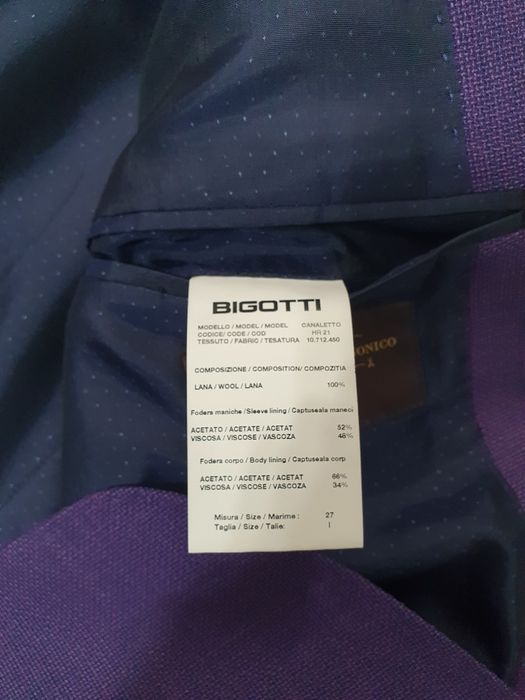 BIGOTTI
MODELLO / MODEL / MODEL CANALETTO
CODICE/ CODE / COD HR 21
TESSUTO / FABRIC / TESATURA 10.712.450
COMPOSIZIONE / COMPOSITION/ COMPOZITIA
LANA / WOOL / LANA 100%
Fodera maniche /Sleeve lining / Captuseala maneci
ACETATO / ACETATE / ACETAT 52%
VISCOSA / VISCOSE / VASCOZA 48%
Fodera corpo / Body lining / Captuseala corp
ACETATO / ACETATE / ACETAT 66%
VISCOSA / VISCOSE / VASCOZA 34%
Misura / Size / Marime : 27
Taglia / Size / Talie: I